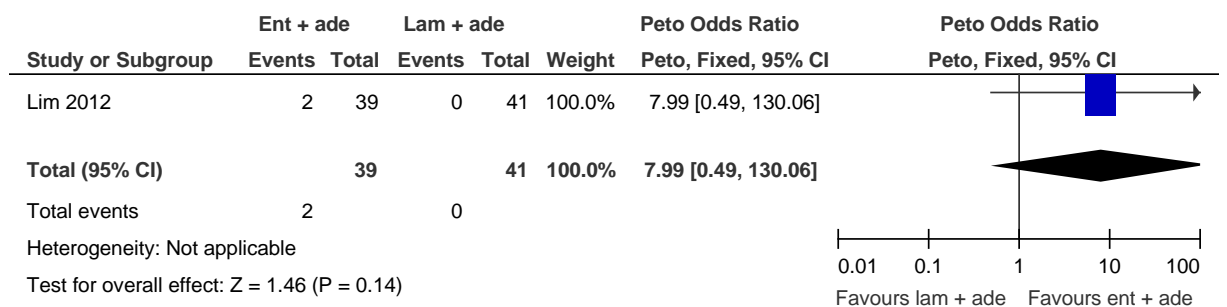 Ent + ade Lam + ade Peto Odds Ratio Peto Odds Ratio
Study or Subgroup Events Total Events Total Weight Peto, Fixed, 95% CI Peto, Fixed, 95% CI
Lim 2012 2 39 0 41 100.0% 7.99 [0.49, 130.06]
Total (95% CI) 39 41 100.0% 7.99 [0.49, 130.06]
Total events 2 0
Heterogeneity: Not applicable
Test for overall effect: Z = 1.46 (P = 0.14)
0.01 0.1 1 10 100
Favours lam + ade Favours ent + ade